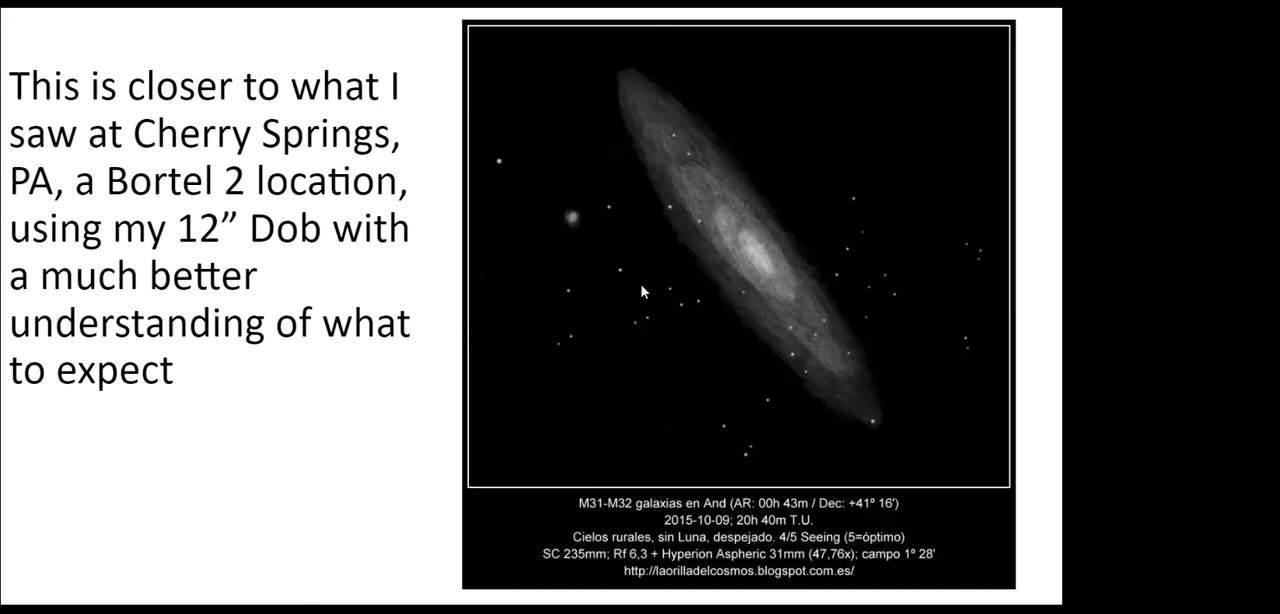 This is closer to what I
saw at Cherry Springs,
PA, a Bortel 2 location,
using my 12” Dob with
a much better
understanding of what
to expect
M31-M32 galaxias en And (AR: 00h 43m / Dec: +41º 16')
2015-10-09; 20h 40m T.U.
Cielos rurales, sin Luna, despejado. 4/5 Seeing (5=óptimo)
SC 235mm; Rf 6,3 + Hyperion Aspheric 31mm (47,76x); campo 1º 28'
http://laorilladelcosmos.blogspot.com.es/